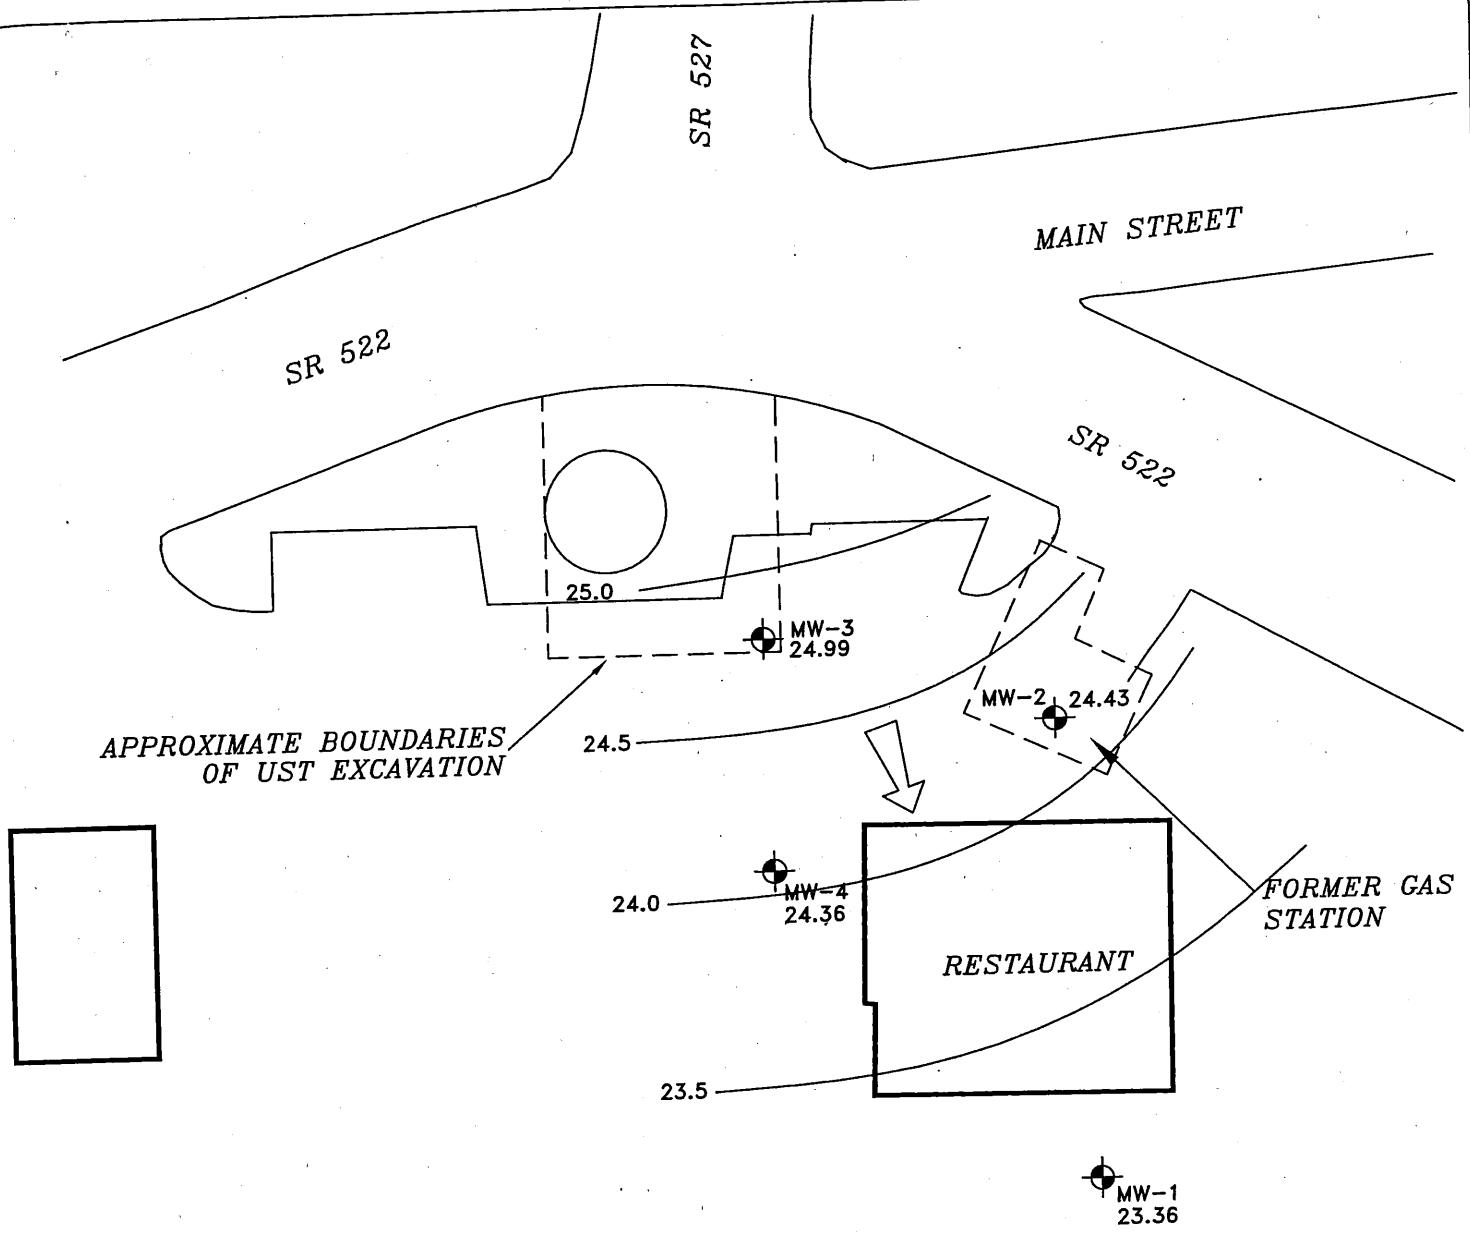 SR 527
MAIN STREET
SR 522
SR 522
25.0
MW-3
24.99
MW-2 24.43
APPROXIMATE BOUNDARIES
OF UST EXCAVATION
24.5
MW-4
24.36
24.0
FORMER GAS
STATION
RESTAURANT
23.5
MW-1
23.36